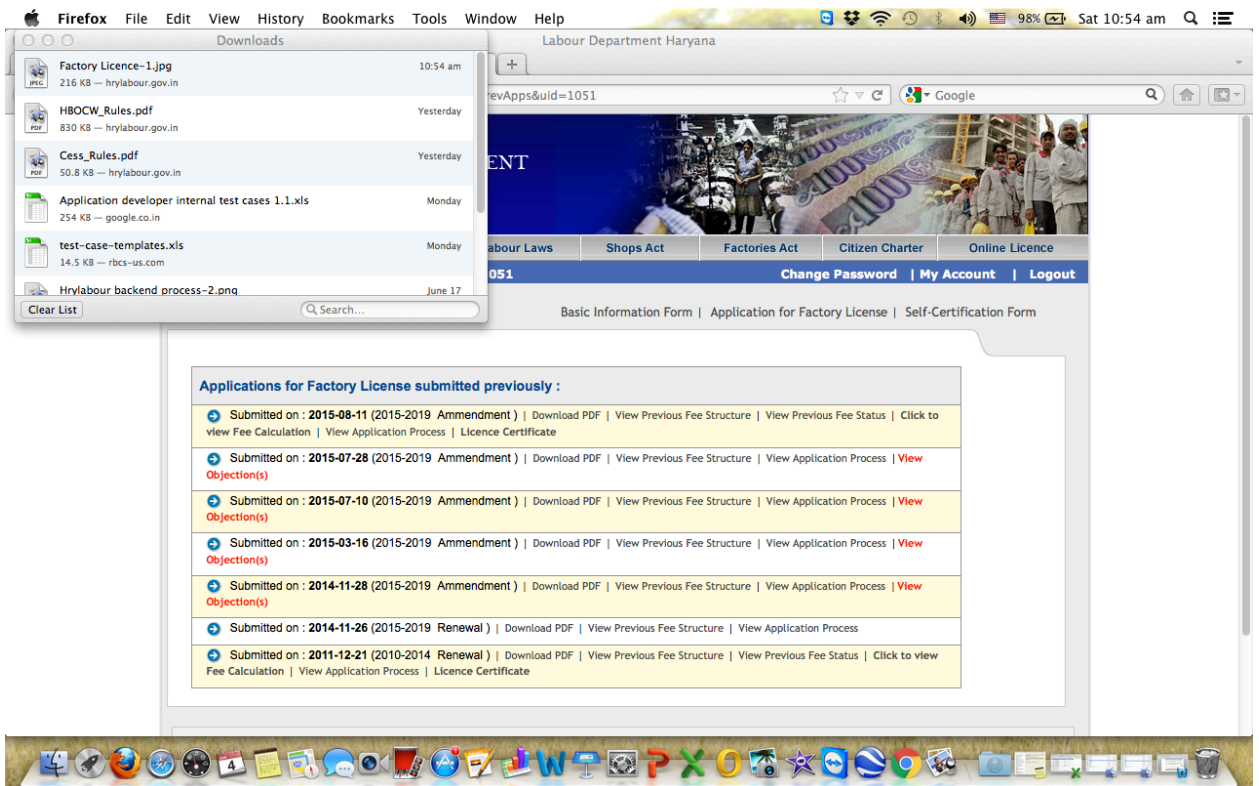 Firefox File Edit View History Bookmarks Tools Window Help
98%
Sat 10:54 am
Downloads
Labour Department Haryana
Factory Licence-1.jpg
10:54 am
216 KB — hrylabour.gov.in
JPEG
HBOCW_Rules.pdf
Yesterday
830 KB — hrylabour.gov.in
PDF
Cess_Rules.pdf
Yesterday
50.8 KB — hrylabour.gov.in
PDF
Application developer internal test cases 1.1.xls
Monday
254 KB — google.co.in
test-case-templates.xls
Monday
14.5 KB — rbcs-us.com
Hrylabour backend process-2.png
June 17
Clear List
Search...
revApps&uid=1051
Google
ENT
abour Laws
Shops Act
Factories Act
Citizen Charter
Online Licence
051
Change Password | My Account | Logout
Basic Information Form | Application for Factory License | Self-Certification Form
Applications for Factory License submitted previously :
Submitted on : 2015-08-11 (2015-2019 Ammendment ) | Download PDF | View Previous Fee Structure | View Previous Fee Status | Click to
view Fee Calculation | View Application Process | Licence Certificate
Submitted on : 2015-07-28 (2015-2019 Ammendment ) | Download PDF | View Previous Fee Structure | View Application Process | View
Objection(s)
Submitted on : 2015-07-10 (2015-2019 Ammendment ) | Download PDF | View Previous Fee Structure | View Application Process | View
Objection(s)
Submitted on : 2015-03-16 (2015-2019 Ammendment ) | Download PDF | View Previous Fee Structure | View Application Process | View
Objection(s)
Submitted on : 2014-11-28 (2015-2019 Ammendment ) | Download PDF | View Previous Fee Structure | View Application Process | View
Objection(s)
Submitted on : 2014-11-26 (2015-2019 Renewal ) | Download PDF | View Previous Fee Structure | View Application Process
Submitted on : 2011-12-21 (2010-2014 Renewal ) | Download PDF | View Previous Fee Structure | View Previous Fee Status | Click to view
Fee Calculation | View Application Process | Licence Certificate
4